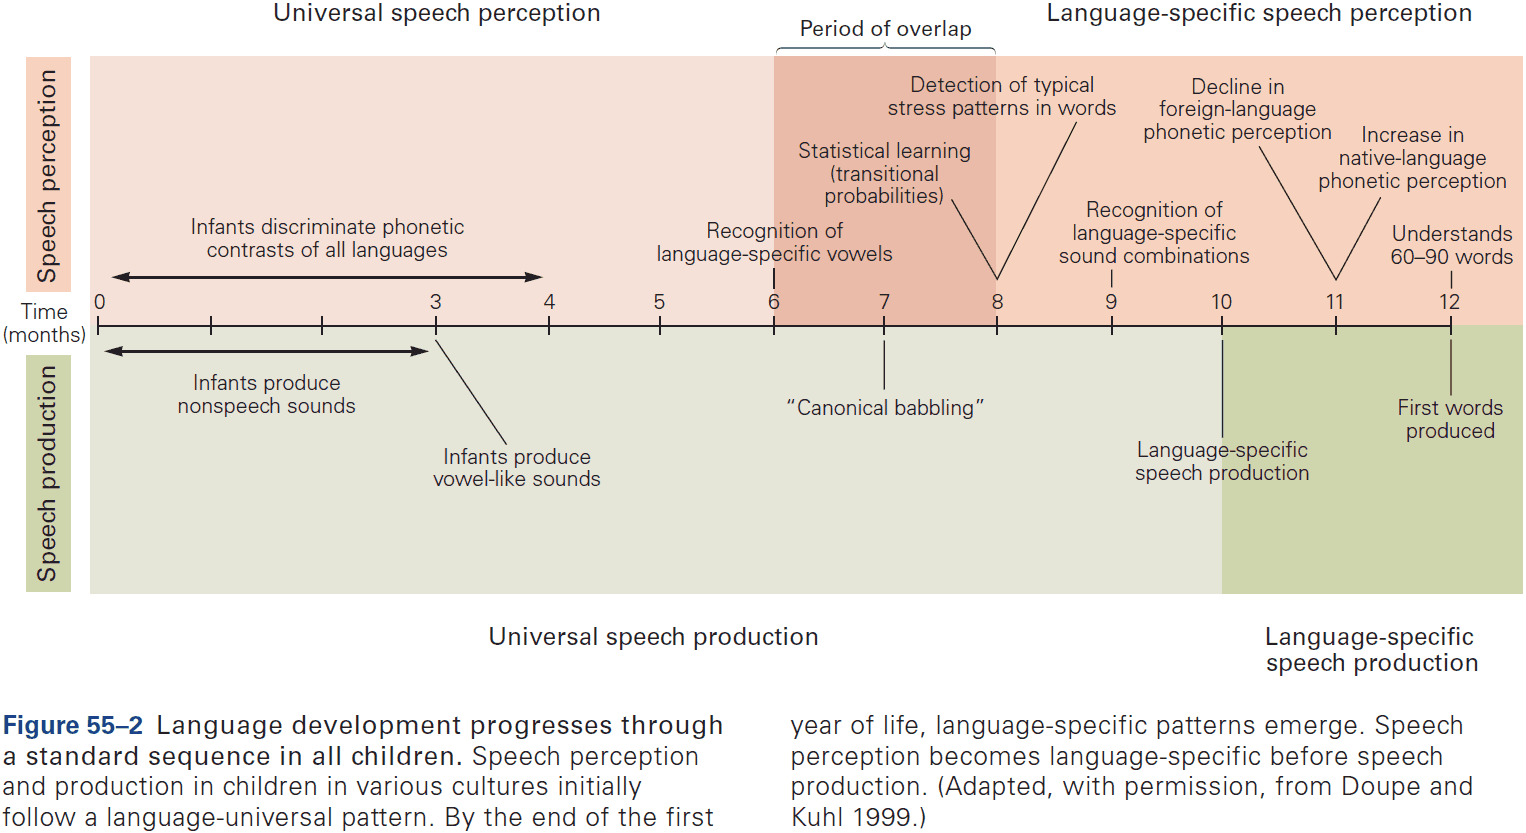 Universal speech perception
Period of overlap
Language-specific speech perception
Speech perception
Detection of typical
stress patterns in words
Decline in
foreign-language
phonetic perception
Increase in
native-language
phonetic perception
Statistical learning
(transitional
probabilities)
Infants discriminate phonetic
contrasts of all languages
Recognition of
language-specific vowels
Recognition of
language-specific
sound combinations
Understands
60–90 words
Time
(months)
0 3 4 5 6 7 8 9 10 11 12
Speech production
Infants produce
nonspeech sounds
Infants produce
vowel-like sounds
“Canonical babbling”
Language-specific
speech production
First words
produced
Universal speech production
Language-specific
speech production
Figure 55–2 Language development progresses through
a standard sequence in all children. Speech perception
and production in children in various cultures initially
follow a language-universal pattern. By the end of the first
year of life, language-specific patterns emerge. Speech
perception becomes language-specific before speech
production. (Adapted, with permission, from Doupe and
Kuhl 1999.)